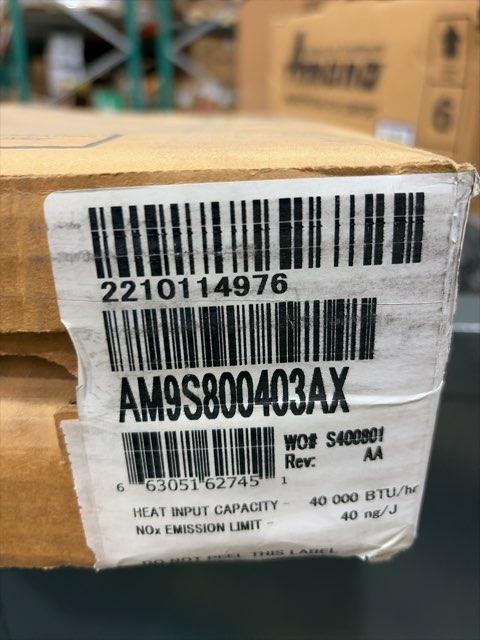 Amana
6
2210114976
AM9S800403AX
WO# S400801
Rev: AA
6 63051 62745 1
HEAT INPUT CAPACITY - 40 000 BTU/hr
NOx EMISSION LIMIT - 40 ng/J
DO NOT PEEL THIS LABEL